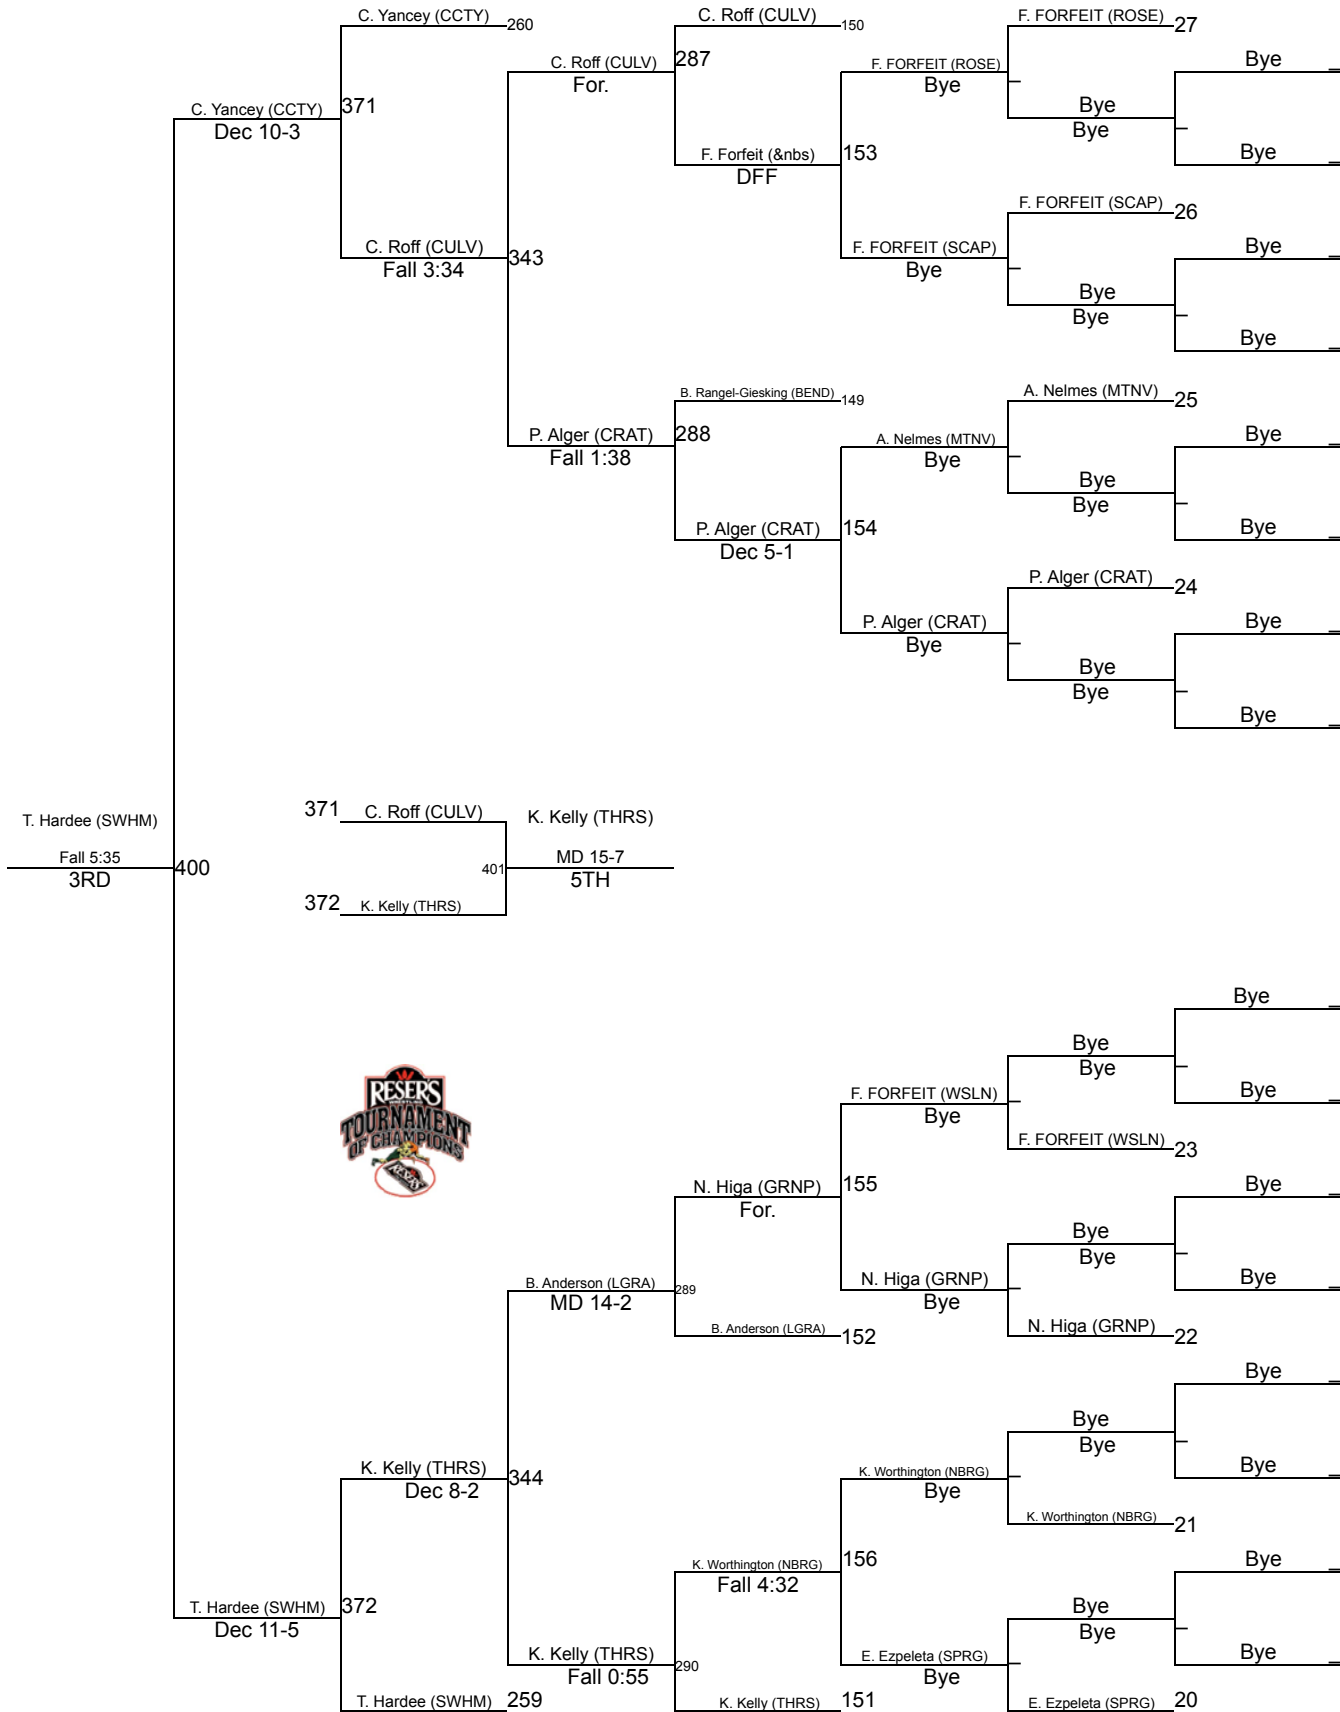 C. Yancey (CCTY)
260
C. Roff (CULV)
150
F. FORFEIT (ROSE)
27
C. Roff (CULV)
287
For.
F. FORFEIT (ROSE)
Bye
Bye
C. Yancey (CCTY)
371
Dec 10-3
Bye
Bye
F. Forfeit (&nbs)
153
DFF
Bye
F. FORFEIT (SCAP)
26
C. Roff (CULV)
343
Fall 3:34
F. FORFEIT (SCAP)
Bye
Bye
Bye
Bye
Bye
B. Rangel-Giesking (BEND)
149
A. Nelmes (MTNV)
25
P. Alger (CRAT)
288
Fall 1:38
A. Nelmes (MTNV)
Bye
Bye
Bye
Bye
P. Alger (CRAT)
154
Dec 5-1
Bye
P. Alger (CRAT)
24
P. Alger (CRAT)
Bye
Bye
Bye
Bye
Bye
T. Hardee (SWHM)
Fall 5:35
3RD
400
371
C. Roff (CULV)
K. Kelly (THRS)
401
MD 15-7
5TH
372
K. Kelly (THRS)
Bye
Bye
Bye
RESER'S
WRESTLING
TOURNAMENT
OF CHAMPIONS
F. FORFEIT (WSLN)
Bye
Bye
F. FORFEIT (WSLN)
23
N. Higa (GRNP)
155
For.
Bye
Bye
Bye
B. Anderson (LGRA)
289
MD 14-2
N. Higa (GRNP)
Bye
Bye
B. Anderson (LGRA)
152
N. Higa (GRNP)
22
Bye
Bye
Bye
K. Kelly (THRS)
344
Dec 8-2
K. Worthington (NBRG)
Bye
Bye
K. Worthington (NBRG)
21
K. Worthington (NBRG)
156
Fall 4:32
Bye
T. Hardee (SWHM)
372
Dec 11-5
Bye
Bye
K. Kelly (THRS)
290
Fall 0:55
E. Ezpeleta (SPRG)
Bye
Bye
T. Hardee (SWHM)
259
K. Kelly (THRS)
151
E. Ezpeleta (SPRG)
20